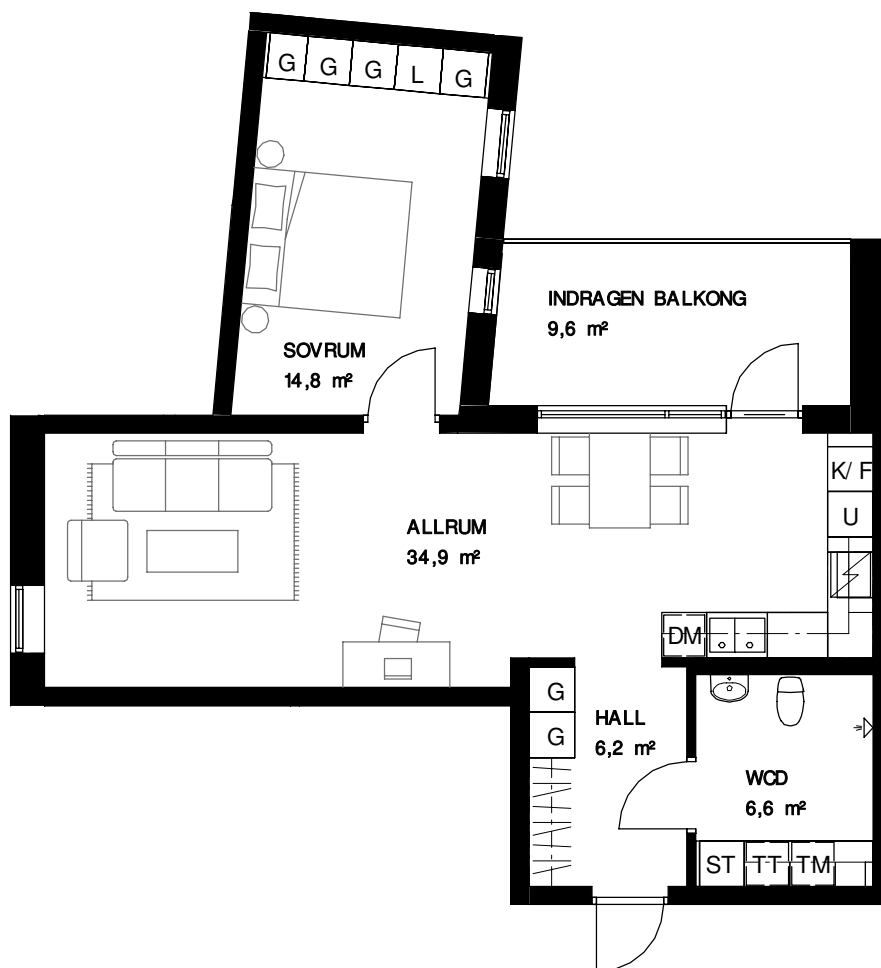 G G G L G
INDRAGEN BALKONG
9,6 m²
SOVRUM
14,8 m²
K/ F
U
ALLRUM
34,9 m²
DM
G
G
HALL
6,2 m²
WCD
6,6 m²
ST TT TM